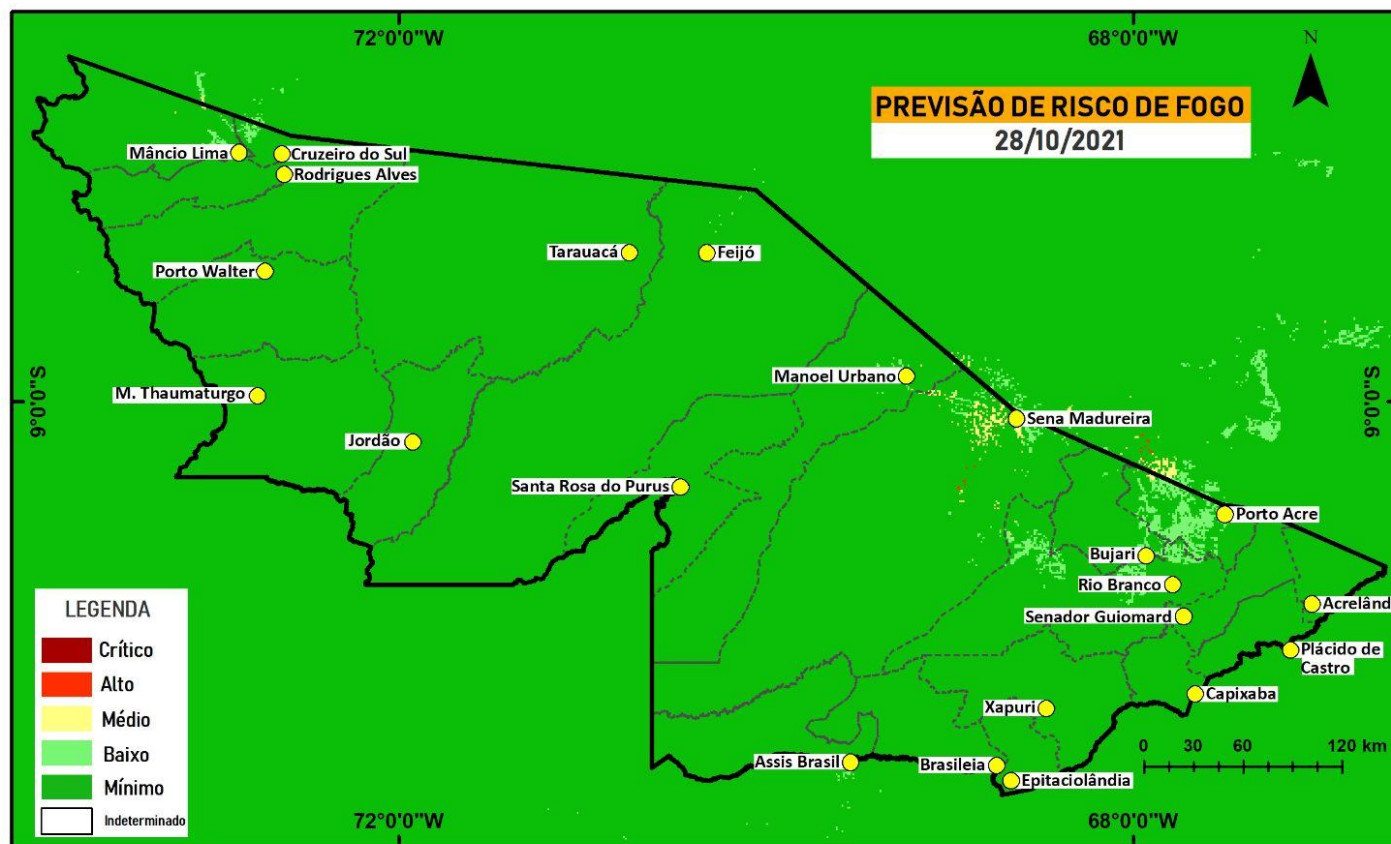 72°0'0"W
68°0'0"W
N
PREVISÃO DE RISCO DE FOGO
28/10/2021
Mâncio Lima
Cruzeiro do Sul
Rodrigues Alves
Tarauacá
Feijó
Porto Walter
Manoel Urbano
M. Thaumaturgo
9°0'0"S
9°0'0"S
Sena Madureira
Jordão
Santa Rosa do Purus
Porto Acre
Bujari
Rio Branco
Acrelând
Senador Guiomard
Plácido de
Castro
Capixaba
Xapuri
Assis Brasil
Brasileia
Epitaciolândia
LEGENDA
Crítico
Alto
Médio
Baixo
Mínimo
Indeterminado
0 30 60 120 km
72°0'0"W
68°0'0"W